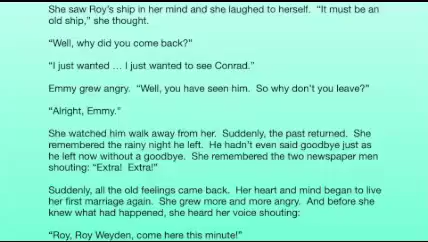 She saw Roy’s ship in her mind and she laughed to herself.  “It must be an
old ship,” she thought.
“Well, why did you come back?”
“I just wanted … I just wanted to see Conrad.”
Emmy grew angry.  “Well, you have seen him.  So why don’t you leave?”
“Alright, Emmy.”
She watched him walk away from her.  Suddenly, the past returned.  She
remembered the rainy night he left.  He hadn’t even said goodbye just as
he left now without a goodbye.  She remembered the two newspaper men
shouting: “Extra!  Extra!”
Suddenly, all the old feelings came back.  Her heart and mind began to live
her first marriage again.  She grew more and more angry.  And before she
knew what had happened, she heard her voice shouting:
“Roy, Roy Weyden, come here this minute!”